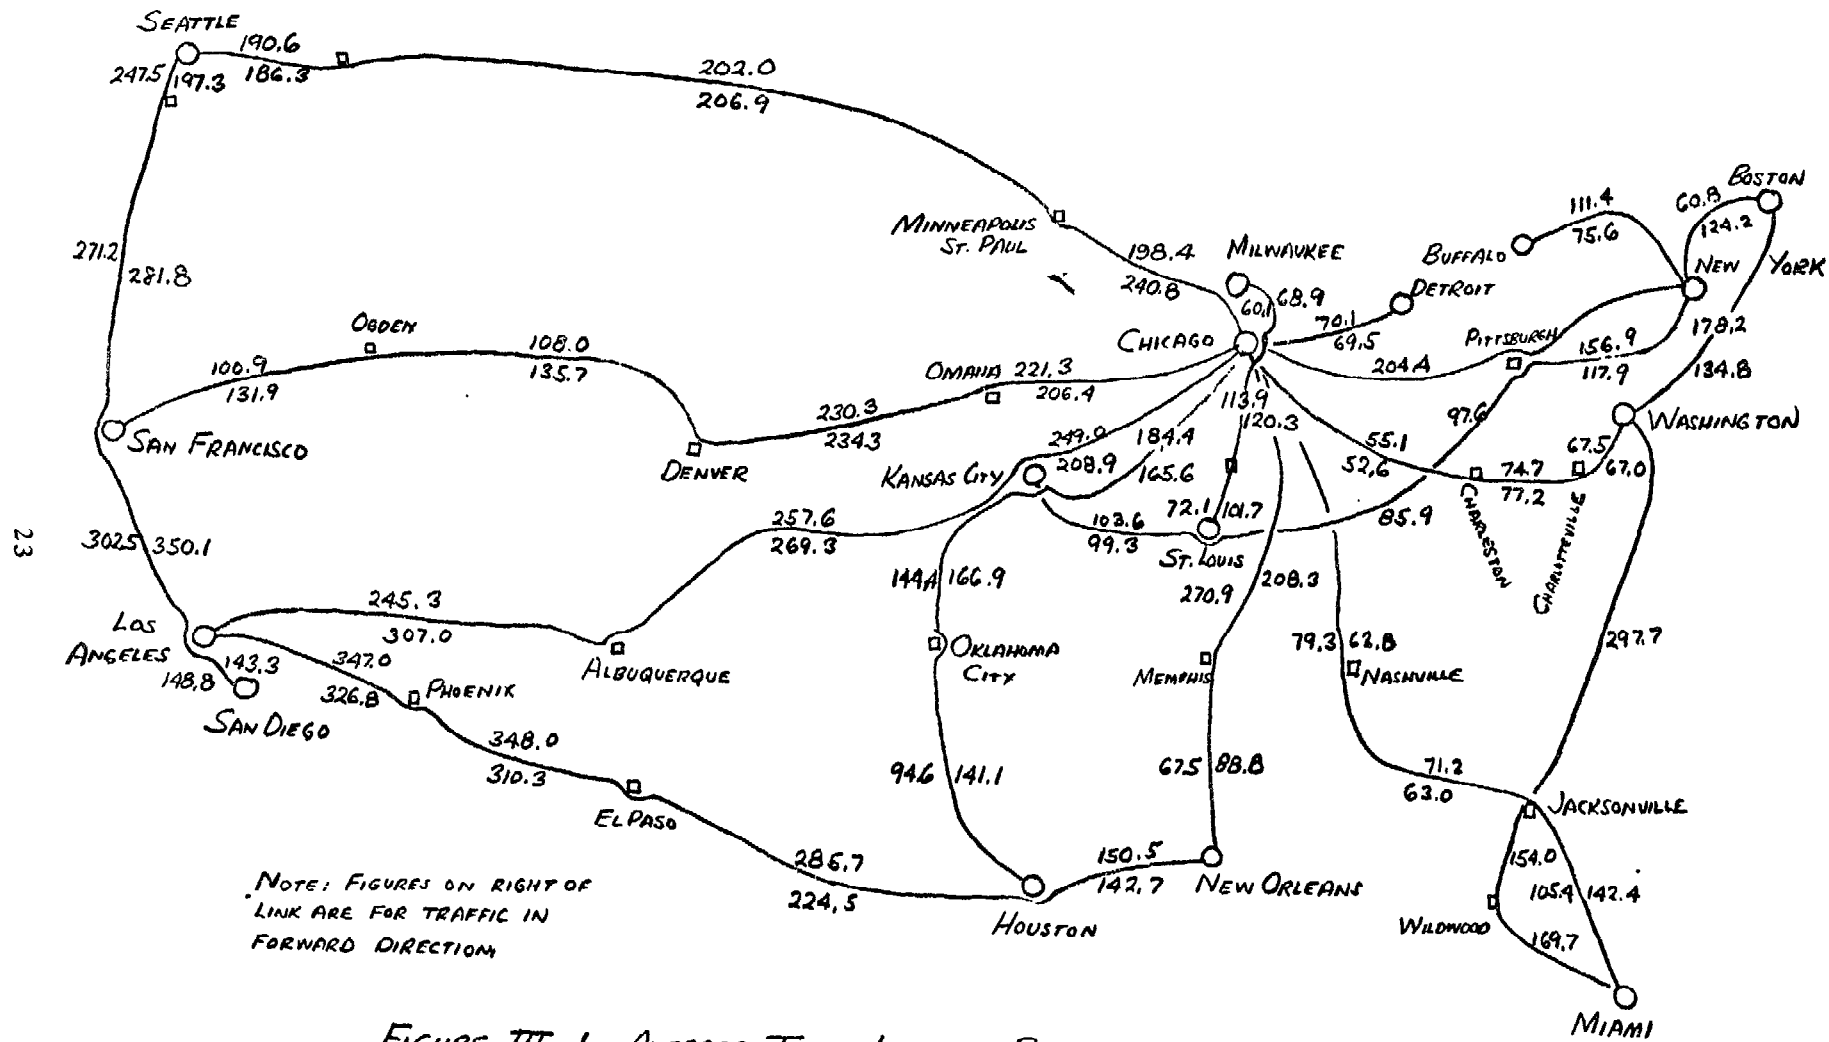 SEATTLE
190.6
186.3
247.5
197.3
202.0
206.9
271.2
281.8
MINNEAPOLIS
ST. PAUL
198.4
240.8
MILWAUKEE
60.1
68.9
CHICAGO
DETROIT
70.1
69.5
BUFFALO
111.4
75.6
BOSTON
60.8
124.2
NEW YORK
178.2
134.8
PITTSBURGH
204.4
156.9
117.9
97.6
85.9
WASHINGTON
67.5
67.0
CHARLESTON
CHARLOTTEVILLE
74.7
77.2
55.1
52.6
OGDEN
100.9
131.9
108.0
135.7
SAN FRANCISCO
DENVER
230.3
234.3
OMAHA
221.3
206.4
KANSAS CITY
249.0
208.9
184.4
165.6
113.9
120.3
72.1
101.7
ST. LOUIS
103.6
99.3
257.6
269.3
23
302.5
350.1
LOS
ANGELES
245.3
307.0
ALBUQUERQUE
143.3
148.8
SAN DIEGO
347.0
326.8
PHOENIX
348.0
310.3
EL PASO
286.7
224.5
HOUSTON
144.4
166.9
OKLAHOMA
CITY
94.6
141.1
150.5
142.7
NEW ORLEANS
270.9
208.3
MEMPHIS
67.5
88.8
79.3
62.8
NASHVILLE
71.2
63.0
297.7
JACKSONVILLE
154.0
105.4
142.4
WILDWOOD
169.7
MIAMI
NOTE: FIGURES ON RIGHT OF
LINK ARE FOR TRAFFIC IN
FORWARD DIRECTION
FIGURE III